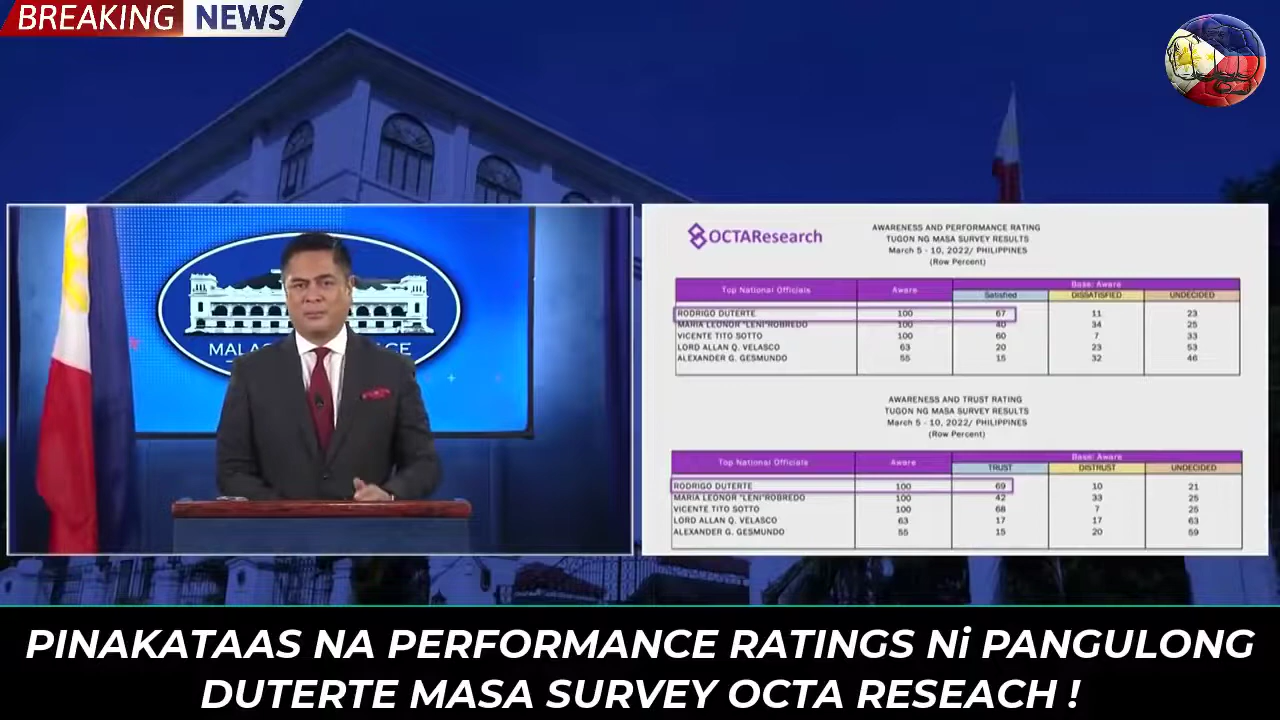 BREAKING NEWS
MALAC
CE
OCTAResearch
AWARENESS AND PERFORMANCE RATING
TUGON NG MASA SURVEY RESULTS
March 5 - 10, 2022/ PHILIPPINES
(Row Percent)
Top National Officials Aware Base: Aware
Satisfied DISSATISFIED UNDECIDED
RODRIGO DUTERTE 100 67 11 23
MARIA LEONOR "LENI"ROBREDO 100 40 34 25
VICENTE TITO SOTTO 100 60 7 33
LORD ALLAN Q. VELASCO 63 20 23 53
ALEXANDER G. GESMUNDO 55 15 32 46
AWARENESS AND TRUST RATING
TUGON NG MASA SURVEY RESULTS
March 5 - 10, 2022/ PHILIPPINES
(Row Percent)
Top National Officials Aware Base: Aware
TRUST DISTRUST UNDECIDED
RODRIGO DUTERTE 100 69 10 21
MARIA LEONOR "LENI"ROBREDO 100 42 33 25
VICENTE TITO SOTTO 100 68 7 25
LORD ALLAN Q. VELASCO 63 17 17 63
ALEXANDER G. GESMUNDO 55 15 20 59
PINAKATAAS NA PERFORMANCE RATINGS Ni PANGULONG
DUTERTE MASA SURVEY OCTA RESEACH !